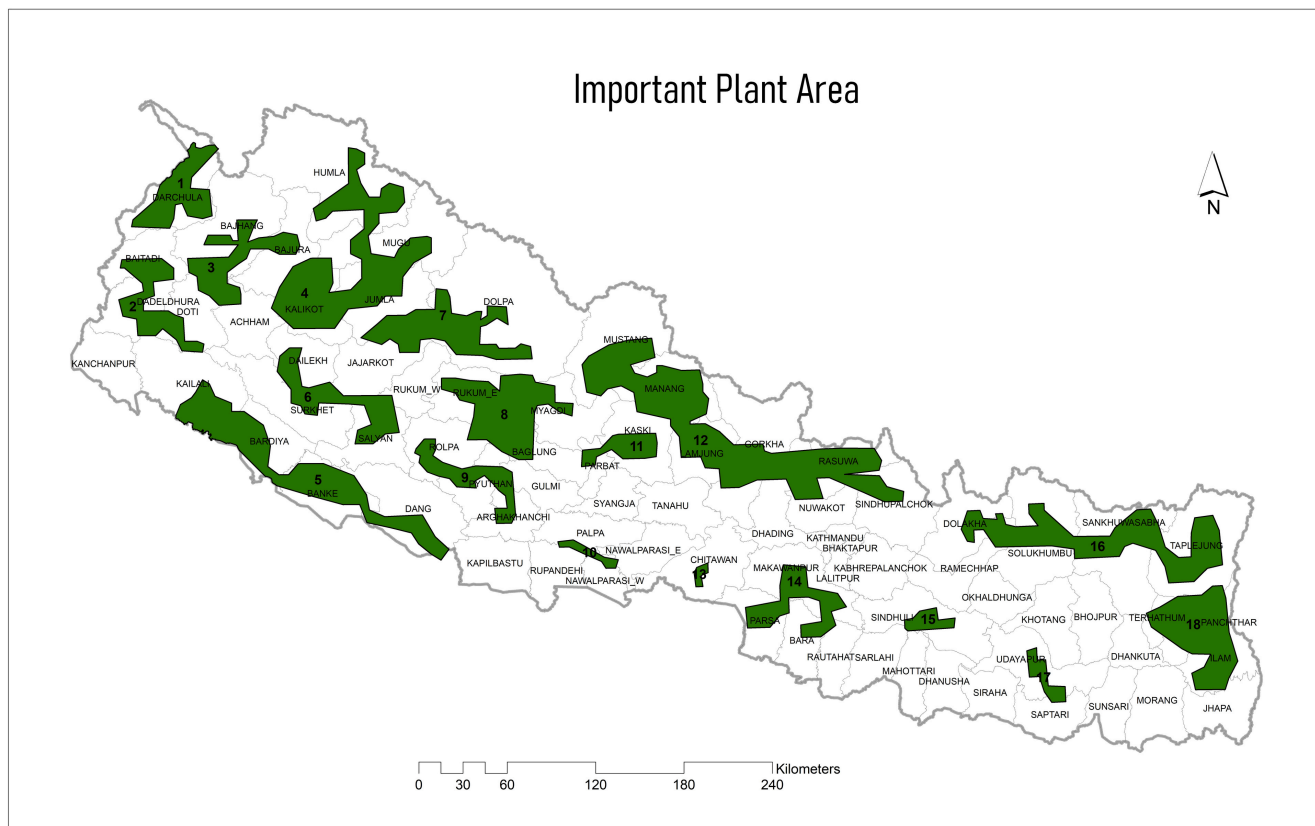 Important Plant Area
N
HUMLA
1
DARCHULA
BAJHANG
MUGU
BAJURA
BAITADI
3
4
2
DADELDHURA
DOTI
KALIKOT
JUMLA
DOLPA
7
ACHHAM
MUSTANG
KANCHANPUR
DAILEKH
JAJARKOT
KAILALI
RUKUM_W
RUKUM_E
MANANG
6
SURKHET
MYAGDI
8
BARDIYA
SALYAN
ROLPA
KASKI
11
12
GORKHA
BAGLUNG
LAMJUNG
PARBAT
RASUWA
5
BANKE
9
PYUTHAN
GULMI
DANG
ARGHAKHANCHI
SYANGJA
TANAHU
NUWAKOT
SINDHUPALCHOK
DOLAKHA
SANKHUWASABHA
PALPA
DHADING
KATHMANDU
BHAKTAPUR
SOLUKHUMBU
16
TAPLEJUNG
10
NAWALPARASI_E
KAPILBASTU
RUPANDEHI
NAWALPARASI_W
CHITAWAN
13
MAKAWANPUR
KABHREPALANCHOK
LALITPUR
RAMECHHAP
14
OKHALDHUNGA
PARSA
BARA
SINDHULI
15
KHOTANG
BHOJPUR
TERHATHUM
18
PANCHTHAR
RAUTAHAT
SARLAHI
MAHOTTARI
DHANUSHA
SIRAHA
UDAYAPUR
17
DHANKUTA
ILAM
SAPTARI
SUNSARI
MORANG
JHAPA
Kilometers
0 30 60 120 180 240